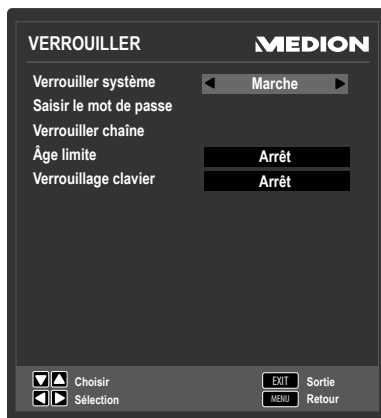 VERROUILLER MEDION
Verrouiller système Marche
Saisir le mot de passe
Verrouiller chaîne
Âge limite Arrêt
Verrouillage clavier Arrêt
Choisir EXIT Sortie
Sélection MENU Retour